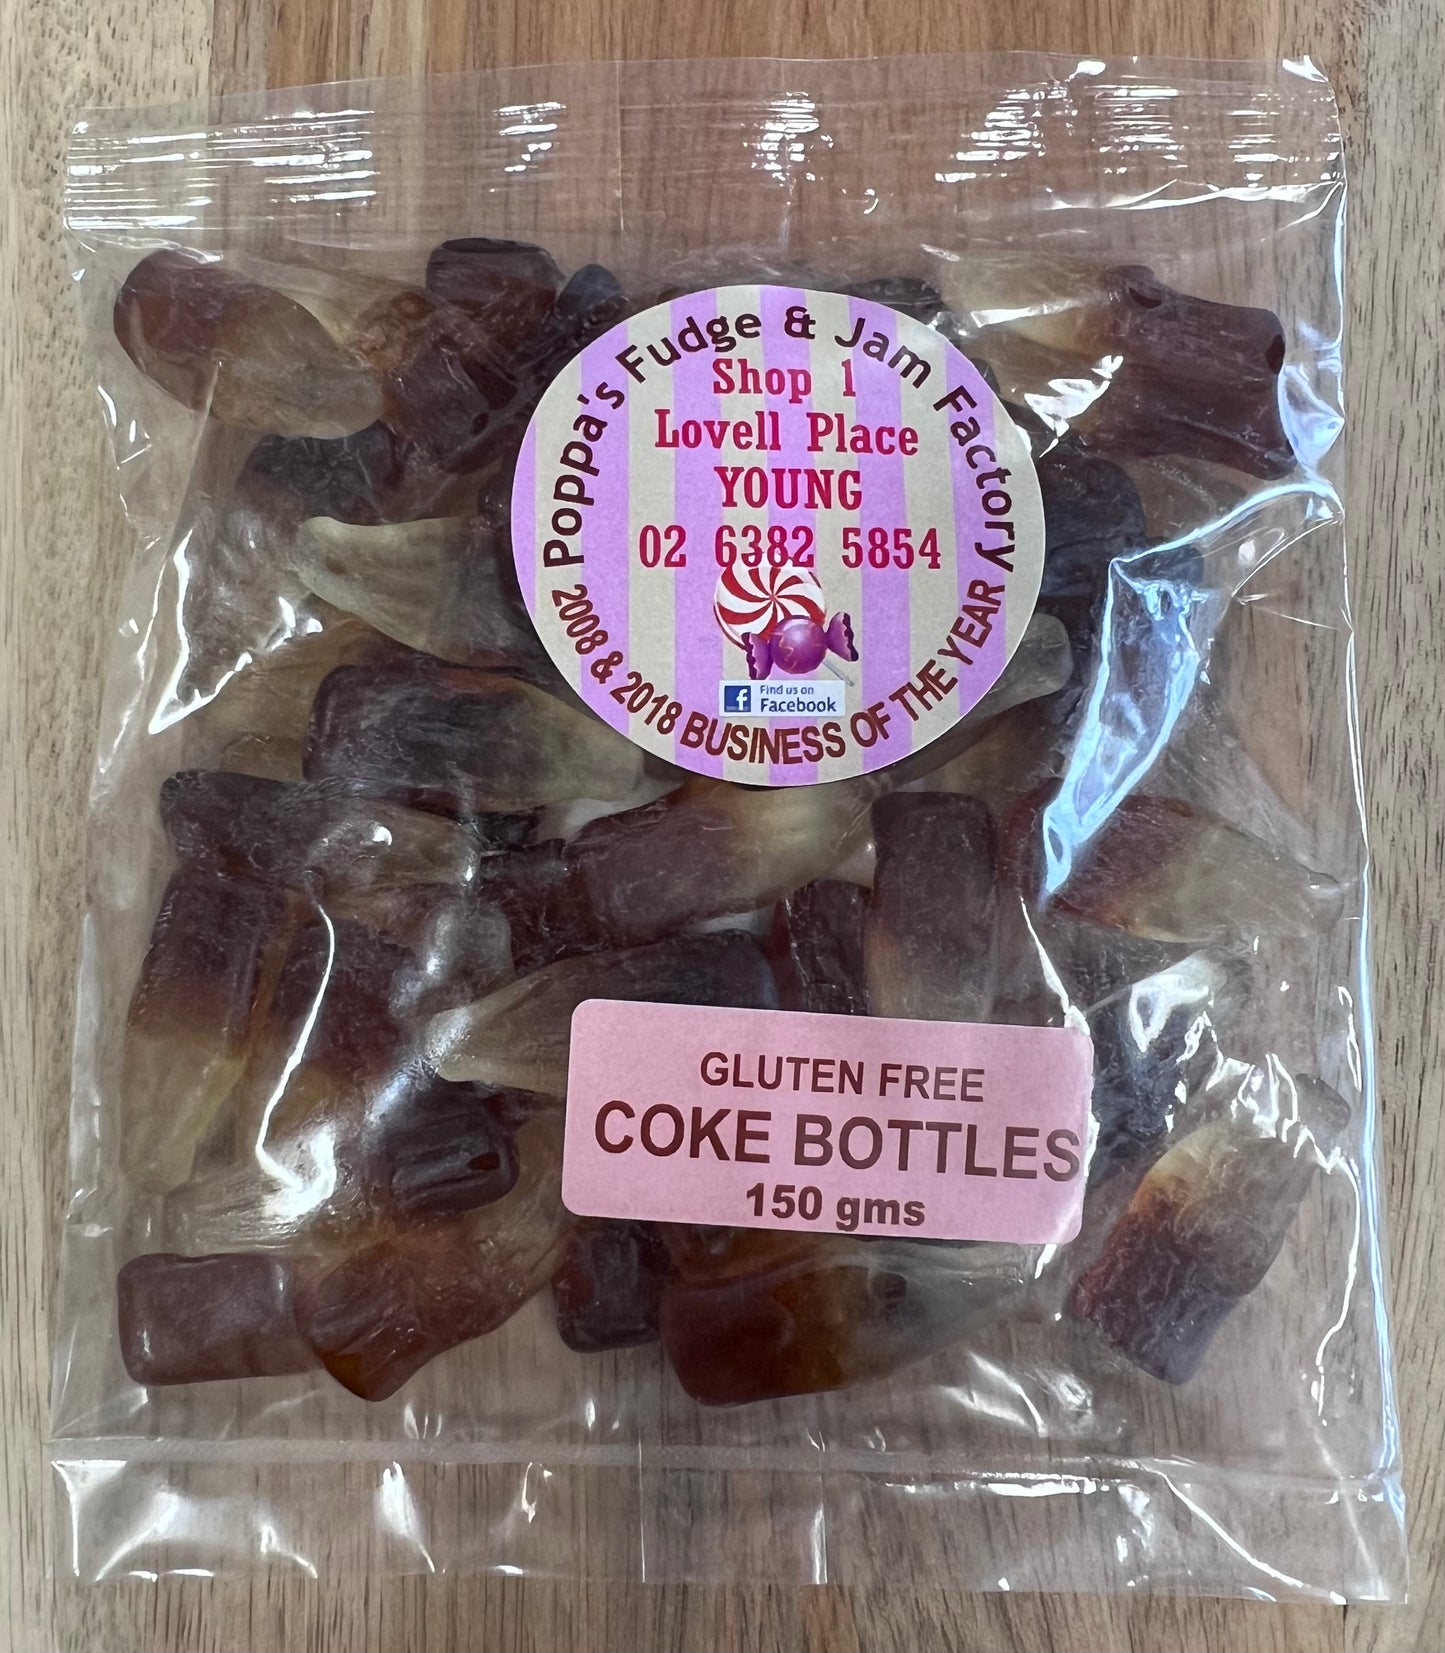 Poppa's Fudge & Jam Factory
Shop 1
Lovell Place
YOUNG
02 6382 5854
f
Find us on
Facebook
2008 & 2018 BUSINESS OF THE YEAR
GLUTEN FREE
COKE BOTTLES
150 gms